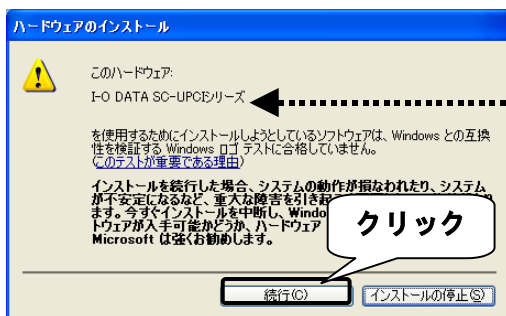 ハードウェアのインストール
このハードウェア:
I-O DATA SC-UPCIシリーズ
を使用するためにインストールしようとしているソフトウェアは、Windows との互換
性を検証する Windows ロゴ テストに合格していません。
(このテストが重要である理由)
インストールを続行した場合、システムの動作が損なわれたり、システム
が不安定になるなど、重大な障害を引き起
ます。今すぐインストールを中断し、Windo
トウェアが入手可能かどうか、ハードウェア
Microsoft は強くお勧めします。
クリック
続行(C)
インストールの停止(S)